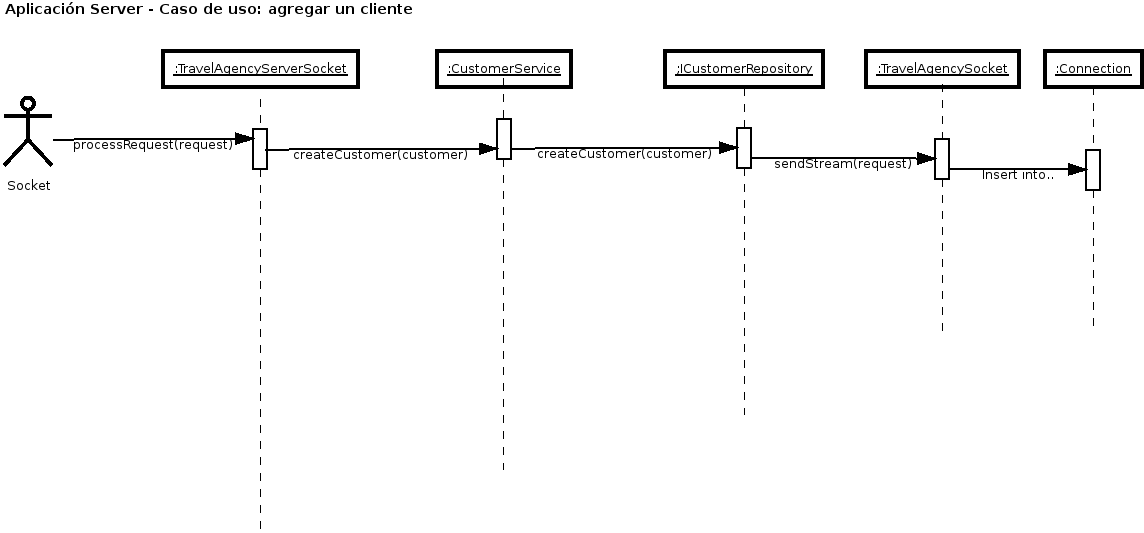 Aplicación Server - Caso de uso: agregar un cliente
:TravelAgencyServerSocket
:CustomerService
:ICustomerRepository
:TravelAgencySocket
:Connection
processRequest(request)
createCustomer(customer)
createCustomer(customer)
sendStream(request)
Insert into..
Socket